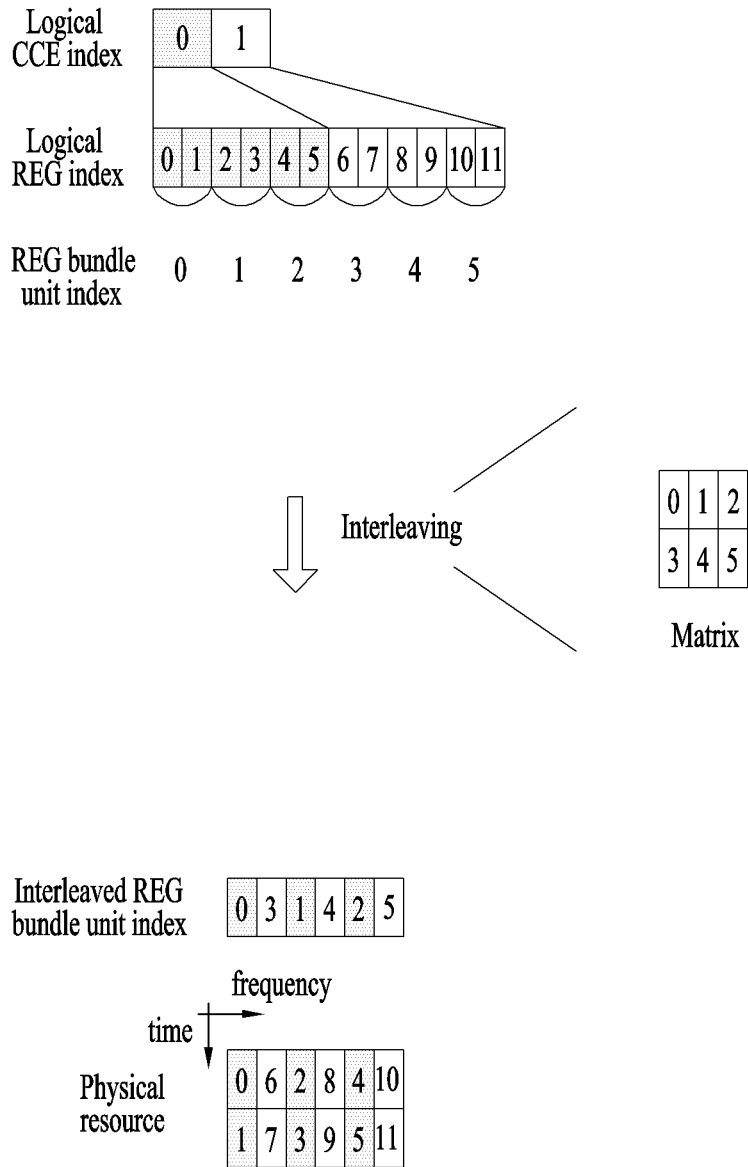 Logical
CCE index
0 1
Logical
REG index
0 1 2 3 4 5 6 7 8 9 10 11
REG bundle
unit index
0 1 2 3 4 5
Interleaving
0 1 2
3 4 5
Matrix
Interleaved REG
bundle unit index
0 3 1 4 2 5
frequency
time
Physical
resource
0 6 2 8 4 10
1 7 3 9 5 11